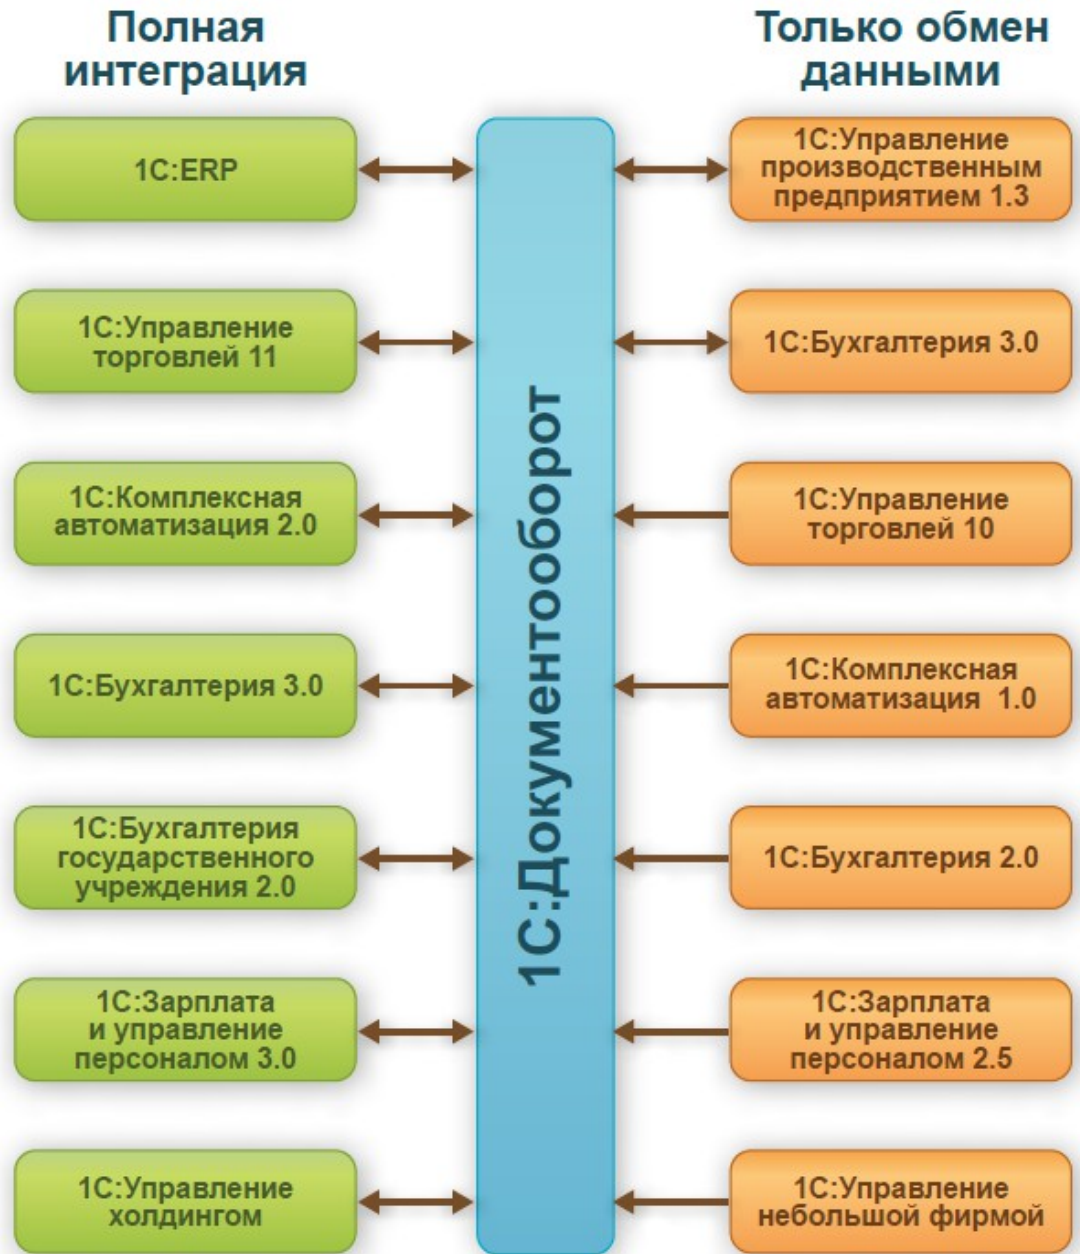 Полная
интеграция
Только обмен
данными
1С:ERP
1С:Управление
торговлей 11
1С:Комплексная
автоматизация 2.0
1С:Бухгалтерия 3.0
1С:Бухгалтерия
государственного
учреждения 2.0
1С:Зарплата
и управление
персоналом 3.0
1С:Управление
холдингом
1С:Документооборот
1С:Управление
производственным
предприятием 1.3
1С:Бухгалтерия 3.0
1С:Управление
торговлей 10
1С:Комплексная
автоматизация 1.0
1С:Бухгалтерия 2.0
1С:Зарплата
и управление
персоналом 2.5
1С:Управление
небольшой фирмой